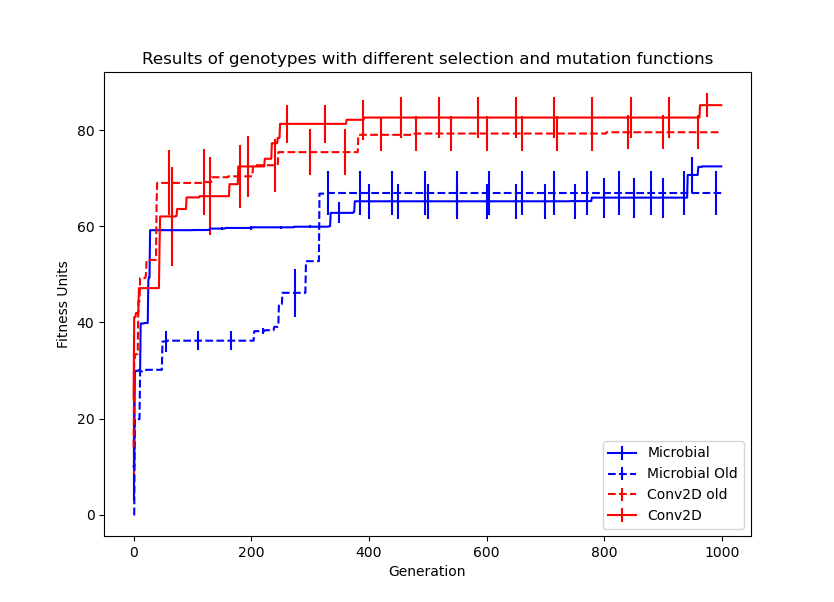 Results of genotypes with different selection and mutation functions
Fitness Units
80
60
40
20
0
0 200 400 600 800 1000
Generation
Microbial
Microbial Old
Conv2D old
Conv2D